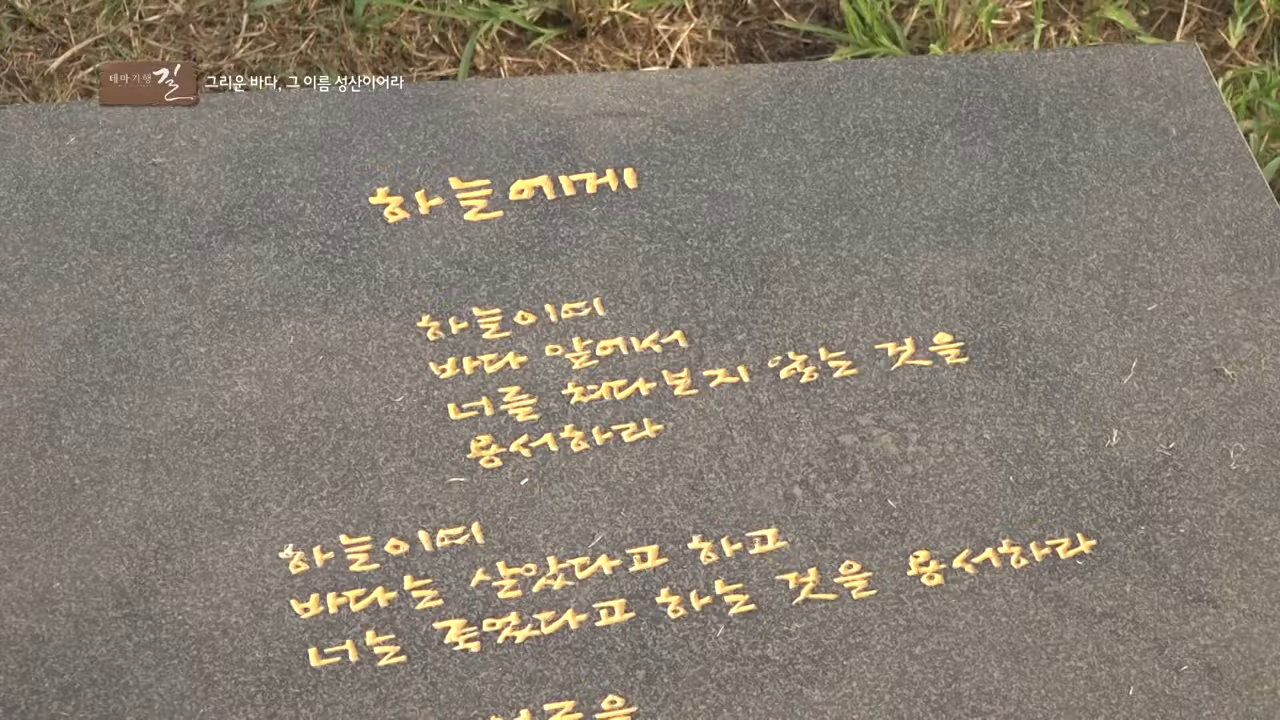 테마기행 길 그리운 바다, 그 이름 성산이어라
하늘에게
하늘이여
바다 앞에서
너를 쳐다보지 않는 것을
용서하라
하늘이여
바다는 살았다고 하고
너는 죽었다고 하는 것을 용서하라